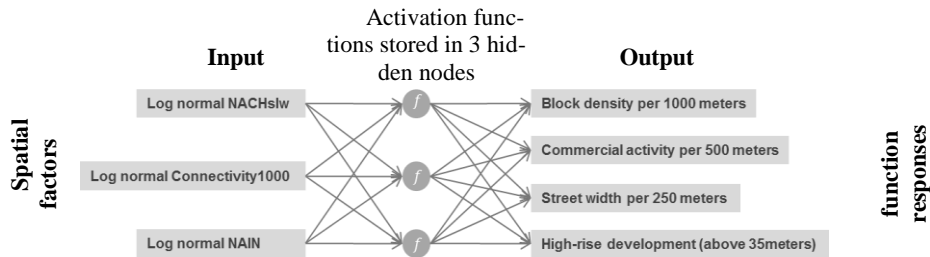 Activation func-
tions stored in 3 hid-
den nodes
Input
Output
Spatial
factors
Log normal NACHslw
Log normal Connectivity1000
Log normal NAIN
f
f
f
Block density per 1000 meters
Commercial activity per 500 meters
Street width per 250 meters
High-rise development (above 35meters)
function
responses